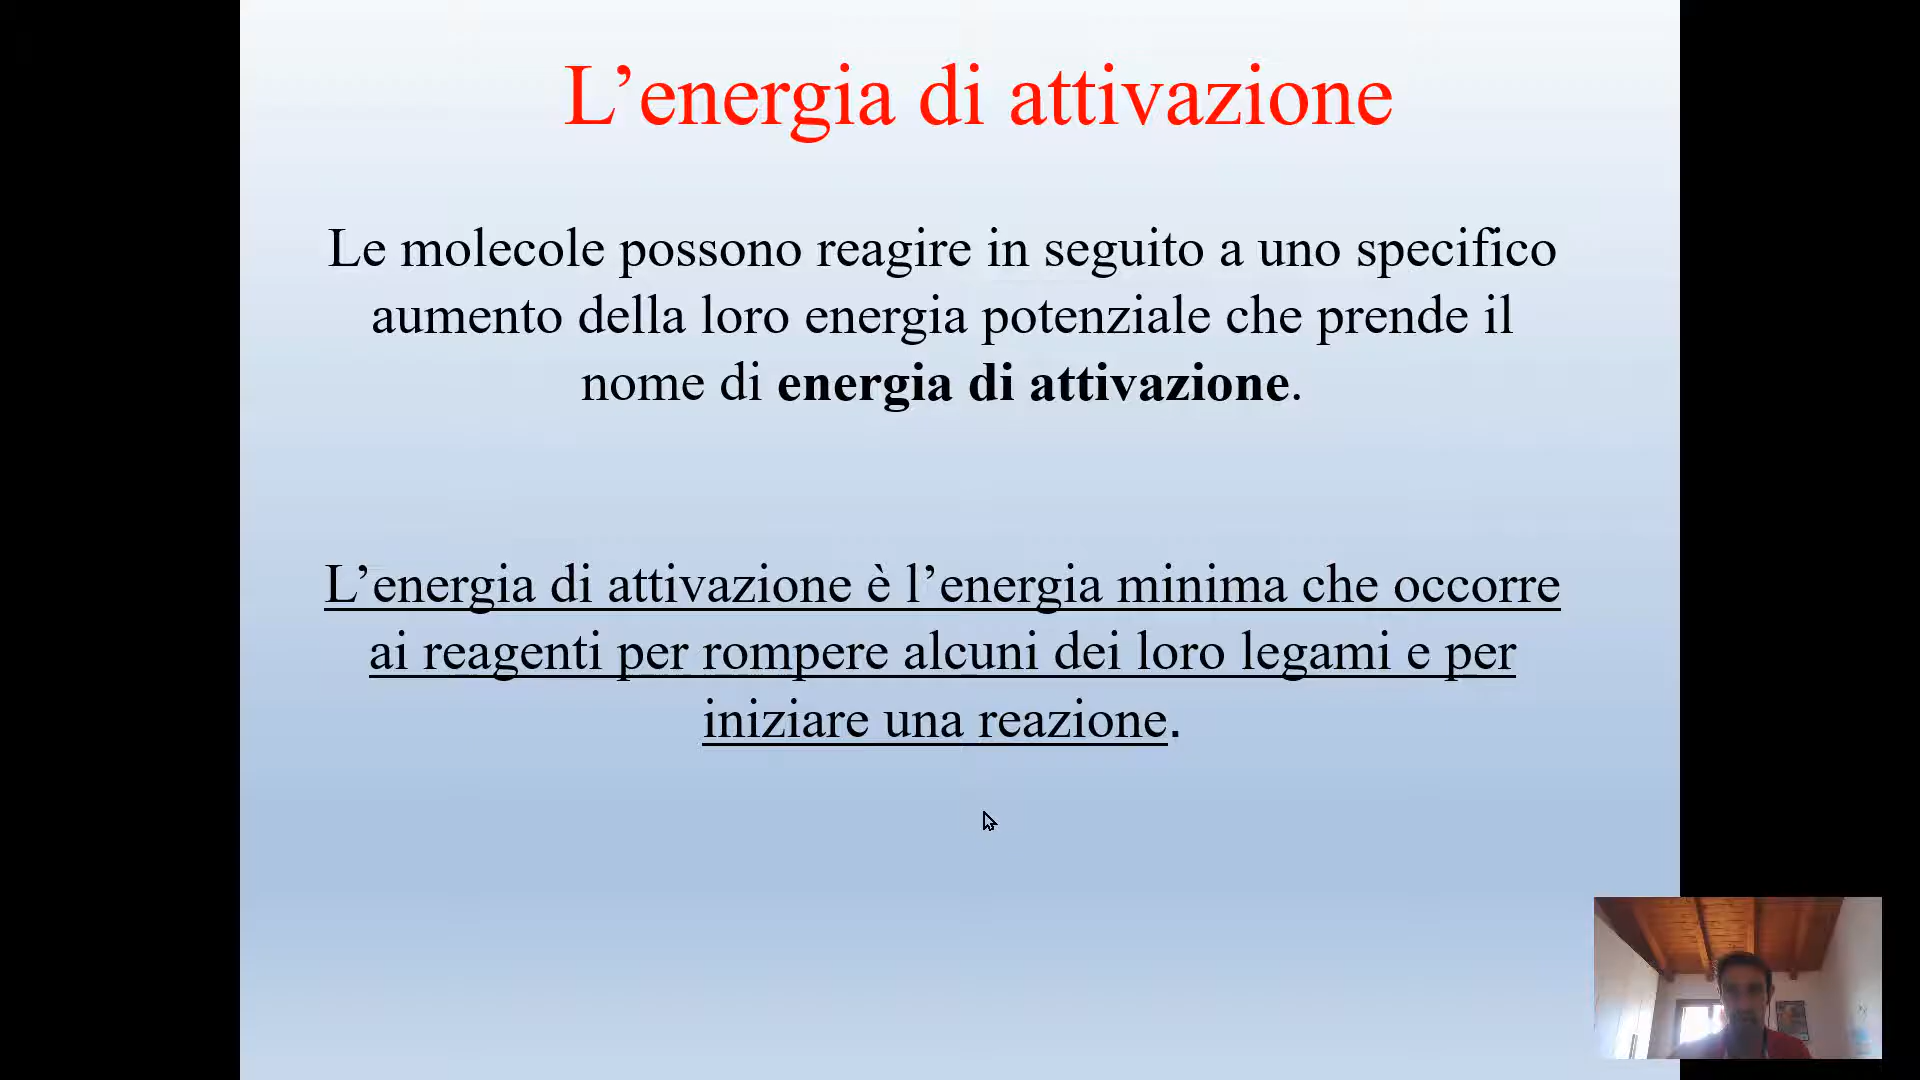 L’energia di attivazione
Le molecole possono reagire in seguito a uno specifico
aumento della loro energia potenziale che prende il
nome di energia di attivazione.
L’energia di attivazione è l’energia minima che occorre
ai reagenti per rompere alcuni dei loro legami e per
iniziare una reazione.